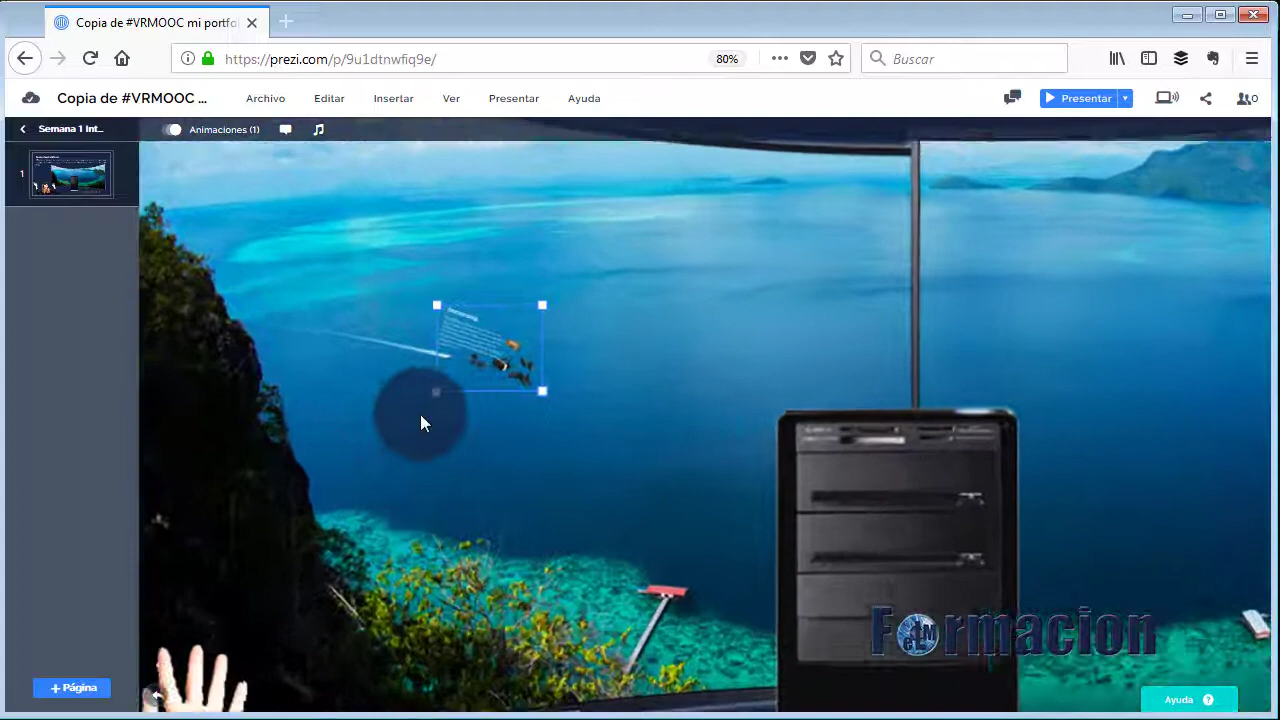 Copia de #VRMOOC mi portfo
https://prezi.com/p/9u1dtnwfiq9e/
80%
Buscar
Copia de #VRMOOC ...
Archivo
Editar
Insertar
Ver
Presentar
Ayuda
Presentar
0
Semana 1 Int...
Animaciones (1)
1
Formacion
+ Página
Ayuda ?